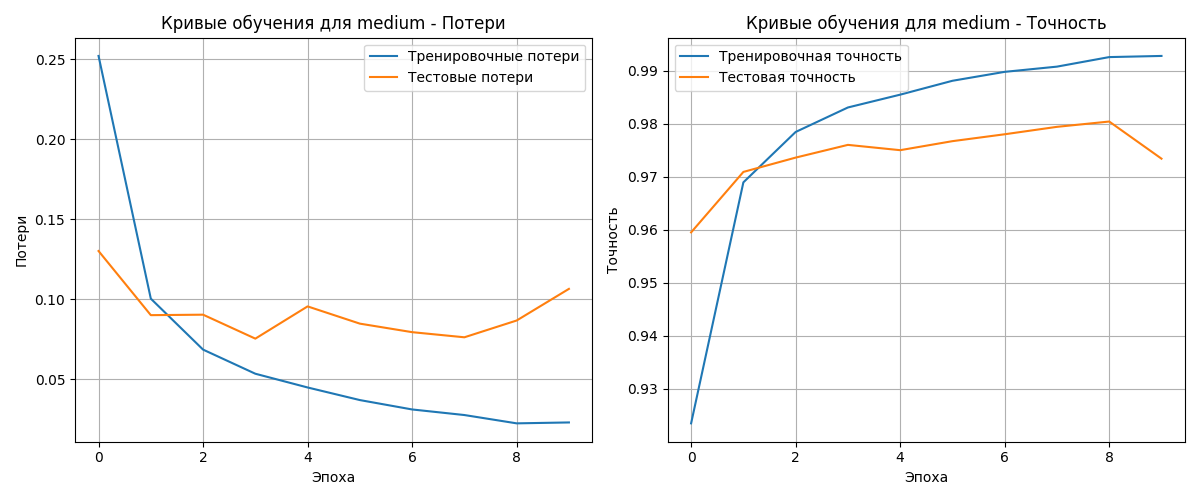 Кривые обучения для medium - Потери
Тренировочные потери
Тестовые потери
0.25
0.20
0.15
0.10
0.05
Потери
0
2
4
6
8
Эпоха
Кривые обучения для medium - Точность
Тренировочная точность
Тестовая точность
0.99
0.98
0.97
0.96
0.95
0.94
0.93
Точность
0
2
4
6
8
Эпоха